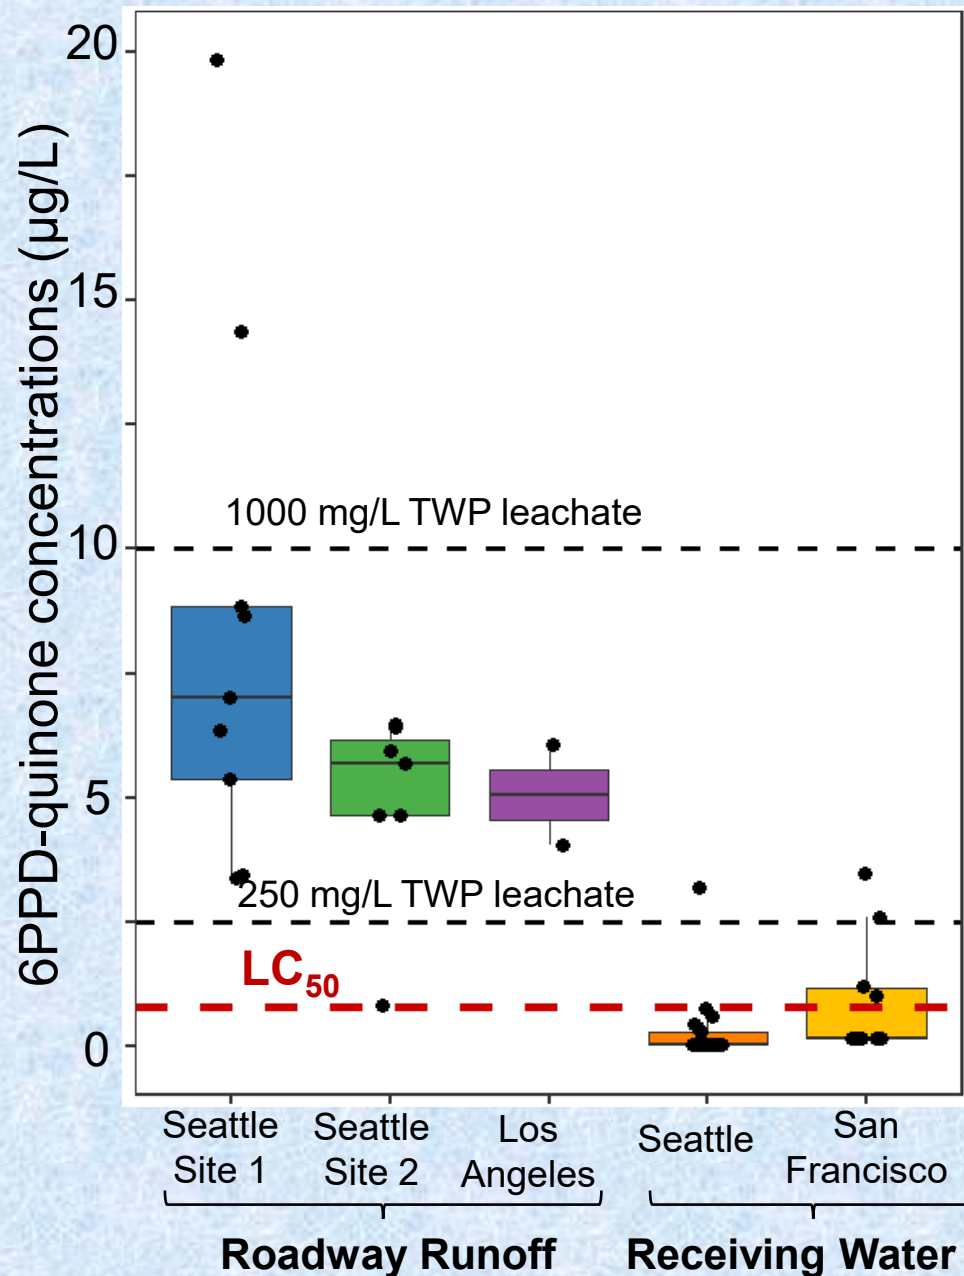 6PPD-quinone concentrations (µg/L)
20
15
10
5
0
1000 mg/L TWP leachate
250 mg/L TWP leachate
LC50
Seattle
Site 1
Seattle
Site 2
Los
Angeles
Seattle
San
Francisco
Roadway Runoff
Receiving Water